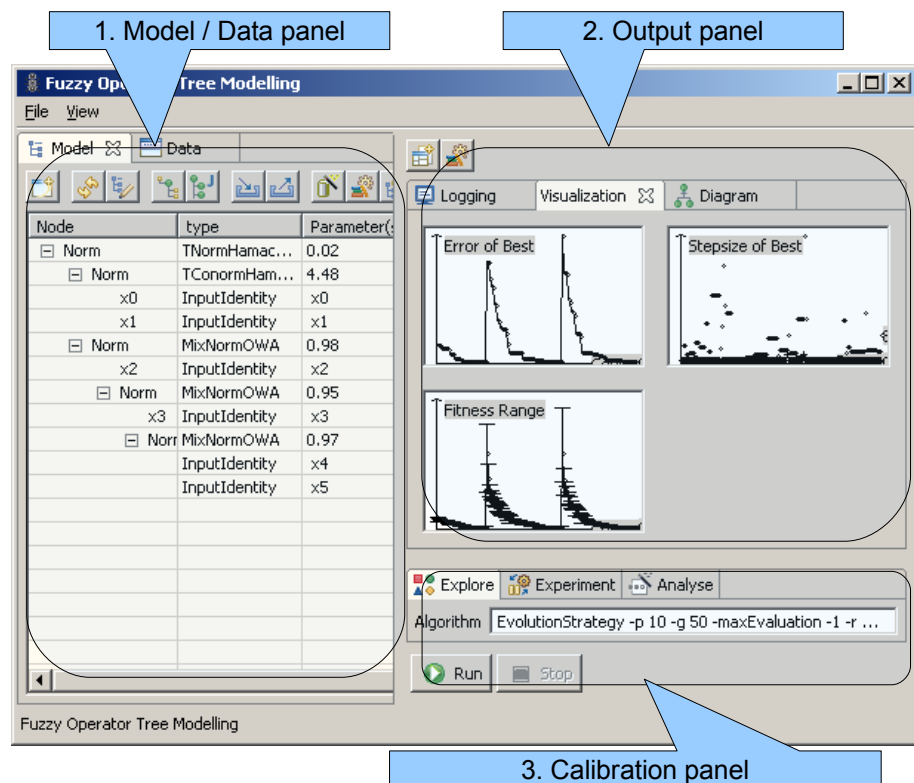 1. Model / Data panel
2. Output panel
Fuzzy Tree Modelling
File View
Model Data
Logging Visualization Diagram
Node type Parameter(
Norm TNormHamac... 0.02
Norm TConormHam... 4.48
x0 InputIdentity x0
x1 InputIdentity x1
Norm MixNormOWA 0.98
x2 InputIdentity x2
Norm MixNormOWA 0.95
x3 InputIdentity x3
MixNormOWA 0.97
InputIdentity x4
InputIdentity x5
Error of Best
Stepsize of Best
Fitness Range
Explore Experiment Analyse
Algorithm EvolutionStrategy -p 10 -g 50 -maxEvaluation -1 -r ...
Run Stop
Fuzzy Operator Tree Modelling
3. Calibration panel